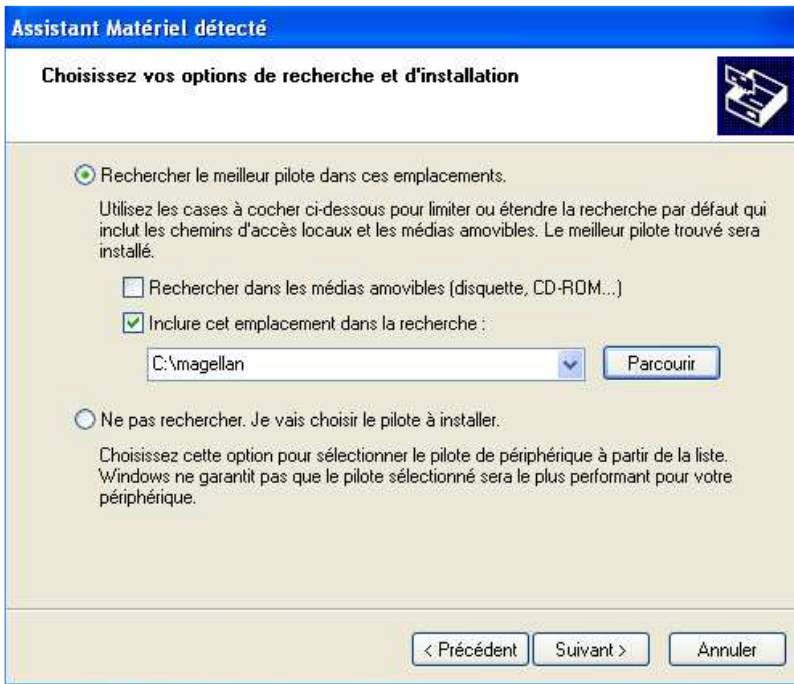 Assistant Matériel détecté
Choisissez vos options de recherche et d'installation
Rechercher le meilleur pilote dans ces emplacements.
Utilisez les cases à cocher ci-dessous pour limiter ou étendre la recherche par défaut qui
inclut les chemins d'accès locaux et les médias amovibles. Le meilleur pilote trouvé sera
installé.
Rechercher dans les médias amovibles (disquette, CD-ROM...)
Inclure cet emplacement dans la recherche :
C:\magellan
Parcourir
Ne pas rechercher. Je vais choisir le pilote à installer.
Choisissez cette option pour sélectionner le pilote de périphérique à partir de la liste.
Windows ne garantit pas que le pilote sélectionné sera le plus performant pour votre
périphérique.
< Précédent
Suivant >
Annuler